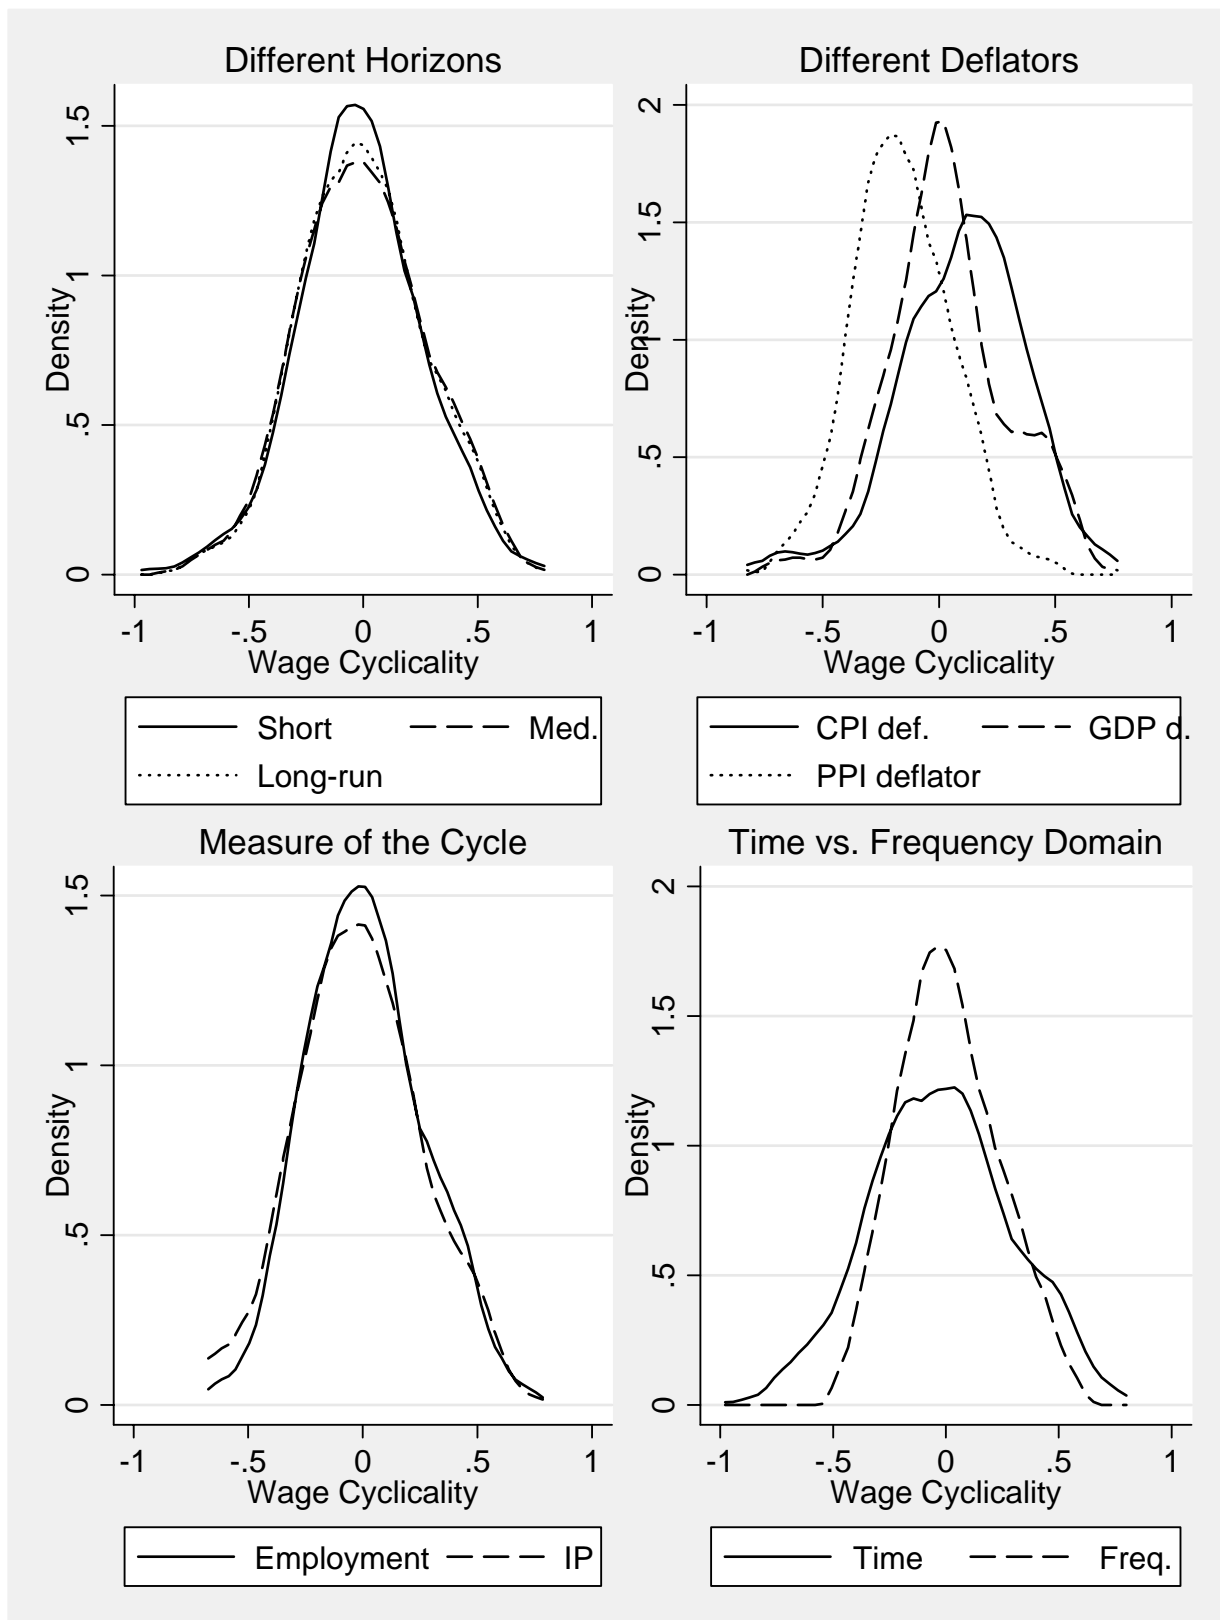 Different Horizons
Density
0
.5
1
1.5
-1 -.5 0 .5 1
Wage Cyclicality
Short Med.
Long-run
Different Deflators
Density
0
.5
1
1.5
2
-1 -.5 0 .5 1
Wage Cyclicality
CPI def. GDP d.
PPI deflator
Measure of the Cycle
Density
0
.5
1
1.5
-1 -.5 0 .5 1
Wage Cyclicality
Employment IP
Time vs. Frequency Domain
Density
0
.5
1
1.5
2
-1 -.5 0 .5 1
Wage Cyclicality
Time Freq.